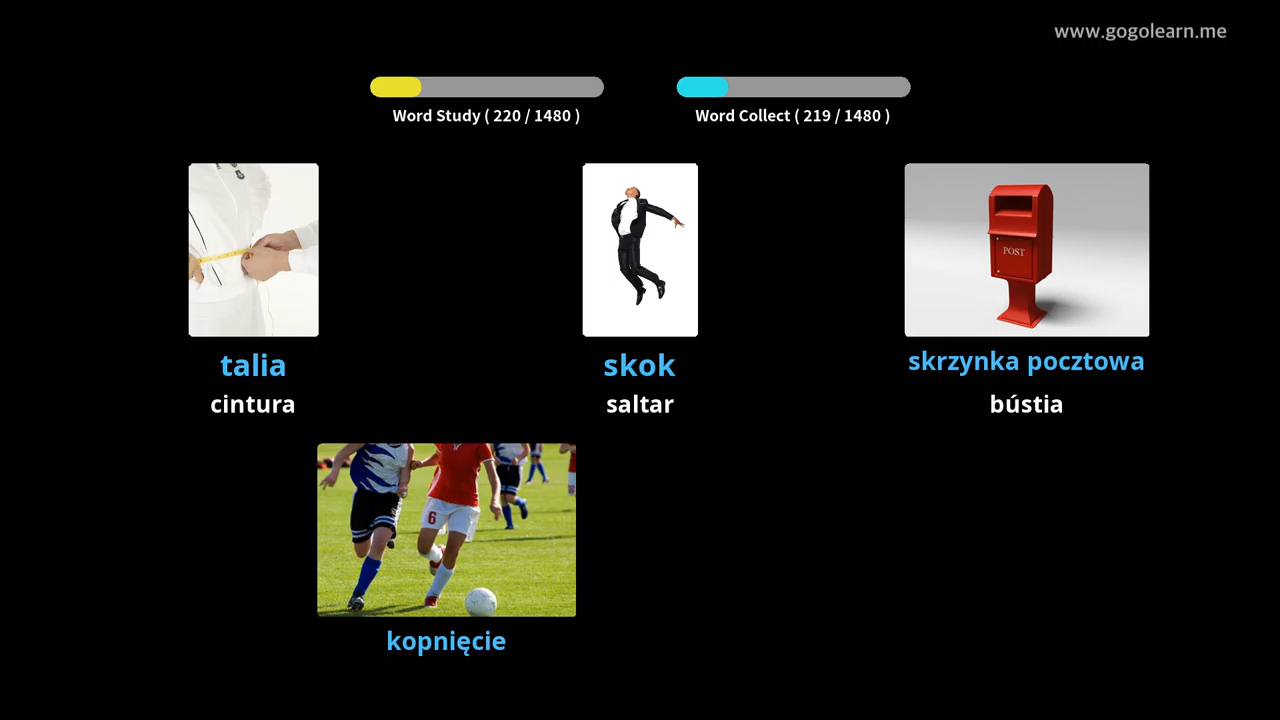 www.gogolearn.me
Word Study ( 220 / 1480 )
Word Collect ( 219 / 1480 )
POST
talia
skok
skrzynka pocztowa
cintura
saltar
bústia
6
kopnięcie